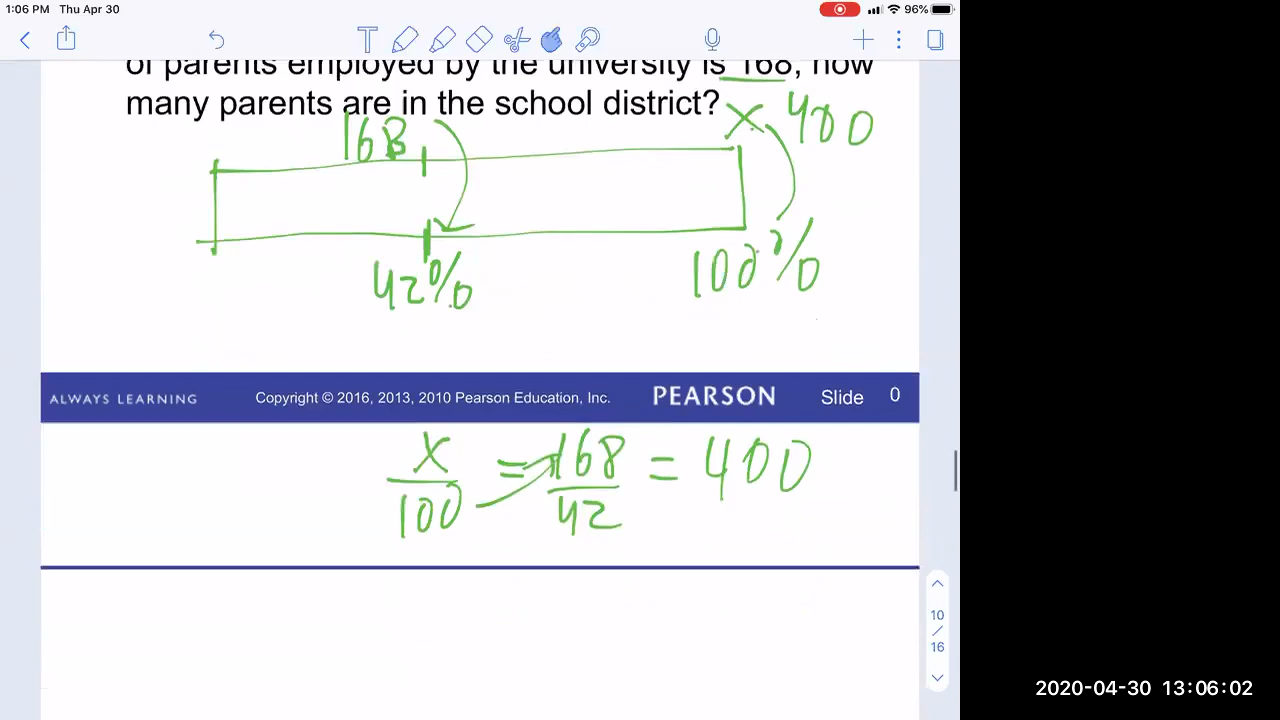 1:06 PM Thu Apr 30
96%
of parents employed by the university is 168, how
many parents are in the school district?
x 400
168
42%
100%
ALWAYS LEARNING
Copyright © 2016, 2013, 2010 Pearson Education, Inc.
PEARSON
Slide 0
x/100 = 168/42 = 400
10
/
16
2020-04-30 13:06:02